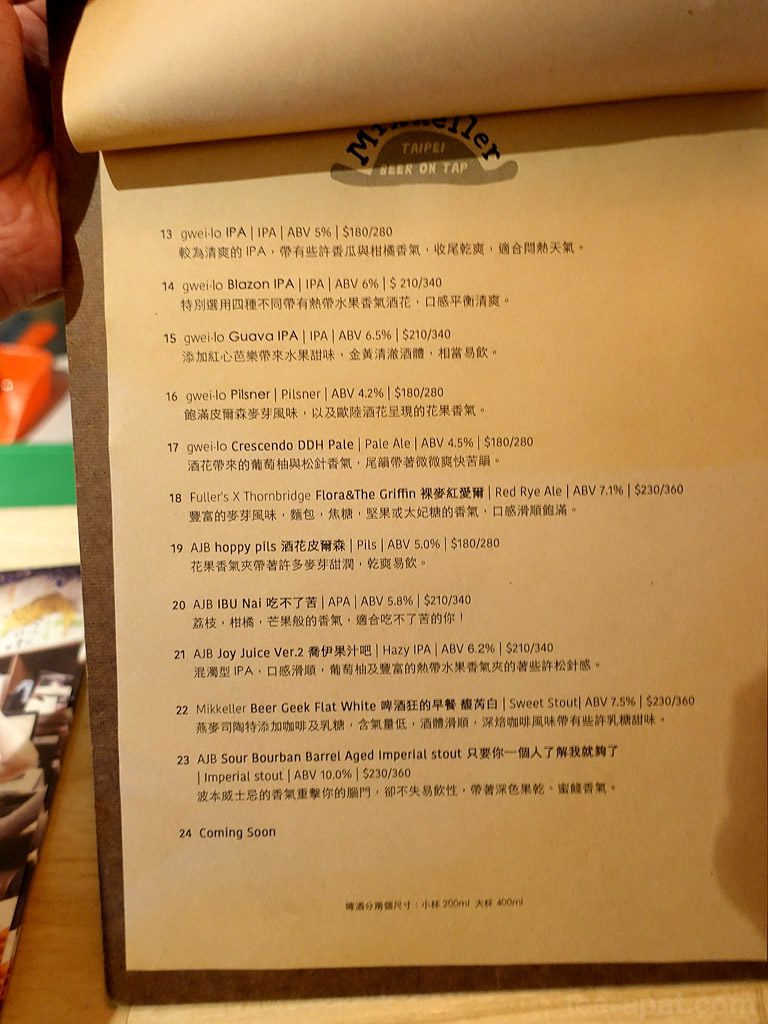 Mikkeller
TAIPEI
BEER ON TAP
13 gwei·lo IPA | IPA | ABV 5% | $180/280
較為清爽的 IPA，帶有些許香瓜與柑橘香氣，收尾乾爽，適合悶熱天氣。
14 gwei·lo Blazon IPA | IPA | ABV 6% | $ 210/340
特別選用四種不同帶有熱帶水果香氣酒花，口感平衡清爽。
15 gwei·lo Guava IPA | IPA | ABV 6.5% | $210/340
添加紅心芭樂帶來水果甜味，金黃清澈酒體，相當易飲。
16 gwei·lo Pilsner | Pilsner | ABV 4.2% | $180/280
飽滿皮爾森麥芽風味，以及歐陸酒花呈現的花果香氣。
17 gwei·lo Crescendo DDH Pale | Pale Ale | ABV 4.5% | $180/280
酒花帶來的葡萄柚與松針香氣，尾韻帶著微微爽快苦韻。
18 Fuller's X Thornbridge Flora&The Griffin 裸麥紅愛爾 | Red Rye Ale | ABV 7.1% | $230/360
豐富的麥芽風味，麵包，焦糖，堅果或太妃糖的香氣，口感滑順飽滿。
19 AJB hoppy pils 酒花皮爾森 | Pils | ABV 5.0% | $180/280
花果香氣夾帶著許多麥芽甜潤，乾爽易飲。
20 AJB IBU Nai 吃不了苦 | APA | ABV 5.8% | $210/340
荔枝，柑橘，芒果般的香氣，適合吃不了苦的你！
21 AJB Joy Juice Ver.2 喬伊果汁吧 | Hazy IPA | ABV 6.2% | $210/340
混濁型 IPA，口感滑順，葡萄柚及豐富的熱帶水果香氣夾的著些許松針感。
22 Mikkeller Beer Geek Flat White 啤酒狂的早餐 馥芮白 | Sweet Stout| ABV 7.5% | $230/360
燕麥司陶特添加咖啡及乳糖，含氣量低，酒體滑順，深焙咖啡風味帶有些許乳糖甜味。
23 AJB Sour Bourban Barrel Aged Imperial stout 只要你一個人了解我就夠了
| Imperial stout | ABV 10.0% | $230/360
波本威士忌的香氣重擊你的腦門，卻不失易飲性，帶著深色果乾、蜜餞香氣。
24 Coming Soon
啤酒分兩個尺寸：小杯 200ml 大杯 400ml
tserapat.com